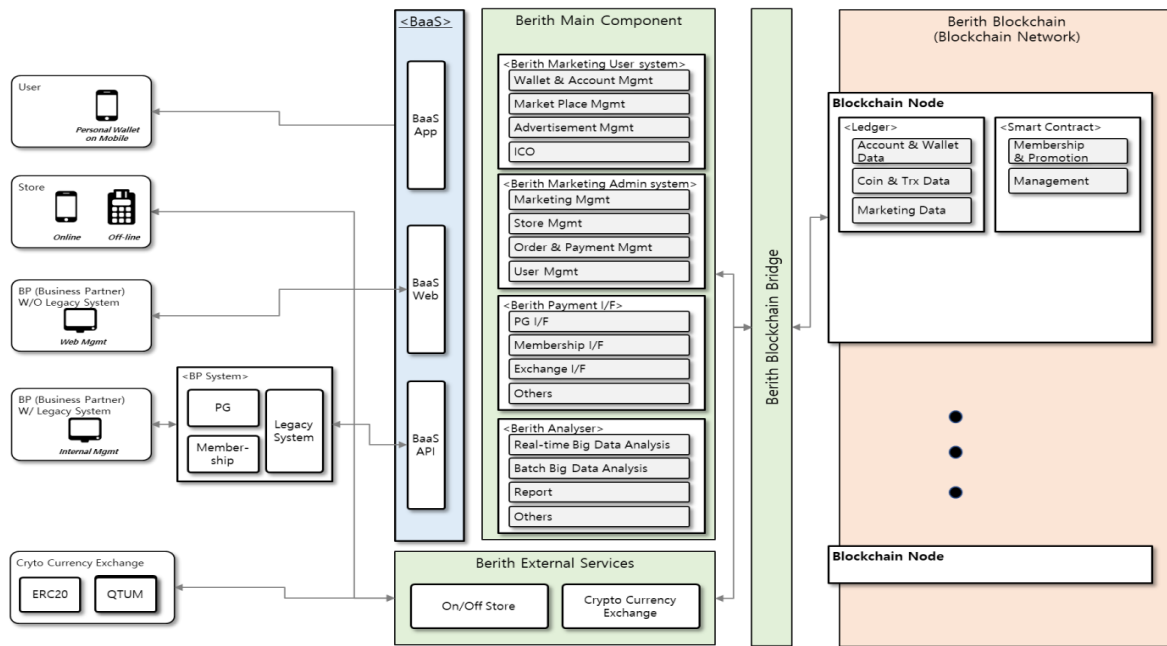 User
Personal Wallet
on Mobile
Store
Online
Off-line
BP (Business Partner)
W/O Legacy System
Web Mgmt
BP (Business Partner)
W/ Legacy System
Internal Mgmt
<BP System>
PG
Member-
ship
Legacy
System
Cryto Currency Exchange
ERC20
QTUM
<BaaS>
BaaS
App
BaaS
Web
BaaS
API
Berith Main Component
<Berith Marketing User system>
Wallet & Account Mgmt
Market Place Mgmt
Advertisement Mgmt
ICO
<Berith Marketing Admin system>
Marketing Mgmt
Store Mgmt
Order & Payment Mgmt
User Mgmt
<Berith Payment I/F>
PG I/F
Membership I/F
Exchange I/F
Others
<Berith Analyser>
Real-time Big Data Analysis
Batch Big Data Analysis
Report
Others
Berith External Services
On/Off Store
Crypto Currency
Exchange
Berith Blockchain Bridge
Berith Blockchain
(Blockchain Network)
Blockchain Node
<Ledger>
Account & Wallet
Data
Coin & Trx Data
Marketing Data
<Smart Contract>
Membership
& Promotion
Management
Blockchain Node